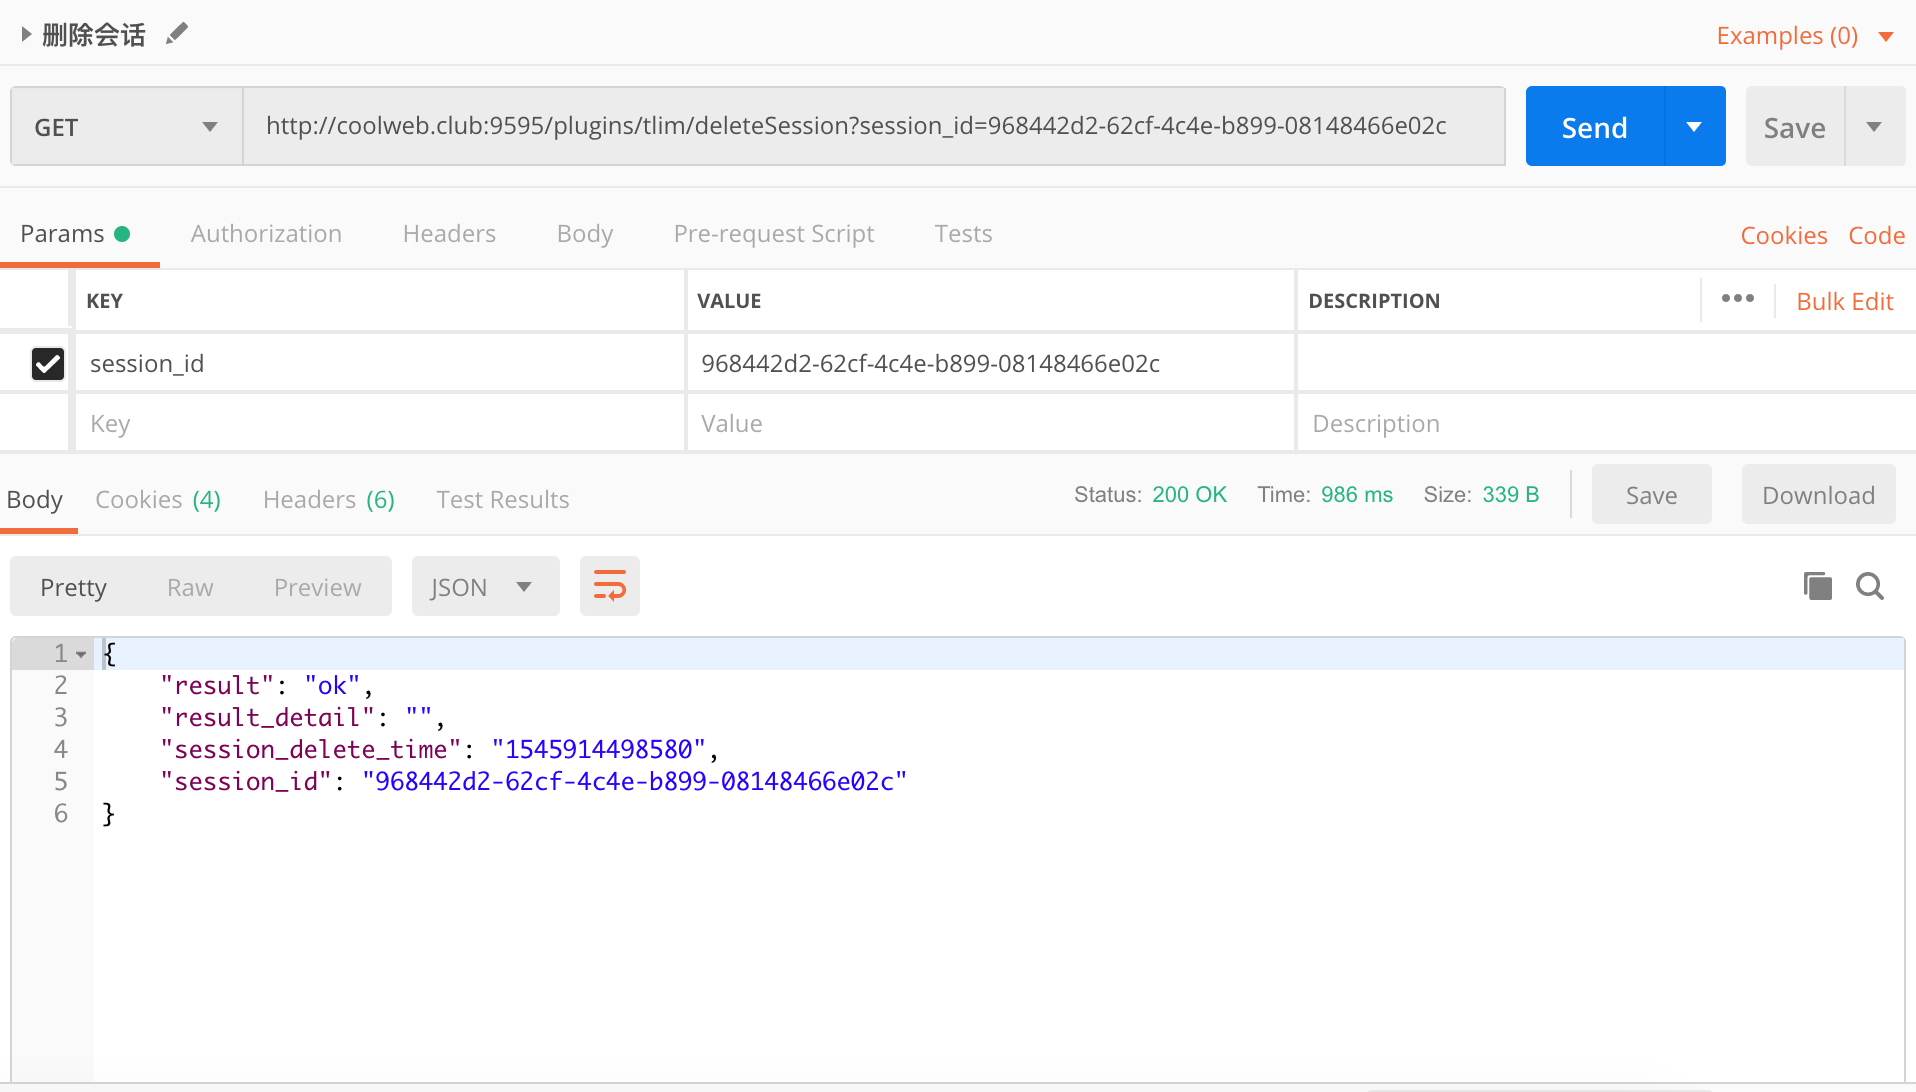 删除会话
Examples (0)
GET
http://coolweb.club:9595/plugins/tlim/deleteSession?session_id=968442d2-62cf-4c4e-b899-08148466e02c
Send
Save
Params Authorization Headers Body Pre-request Script Tests
Cookies Code
KEY VALUE DESCRIPTION ••• Bulk Edit
session_id 968442d2-62cf-4c4e-b899-08148466e02c
Key Value Description
Body Cookies (4) Headers (6) Test Results Status: 200 OK Time: 986 ms Size: 339 B Save Download
Pretty Raw Preview JSON
1 {
2 "result": "ok",
3 "result_detail": "",
4 "session_delete_time": "1545914498580",
5 "session_id": "968442d2-62cf-4c4e-b899-08148466e02c"
6 }